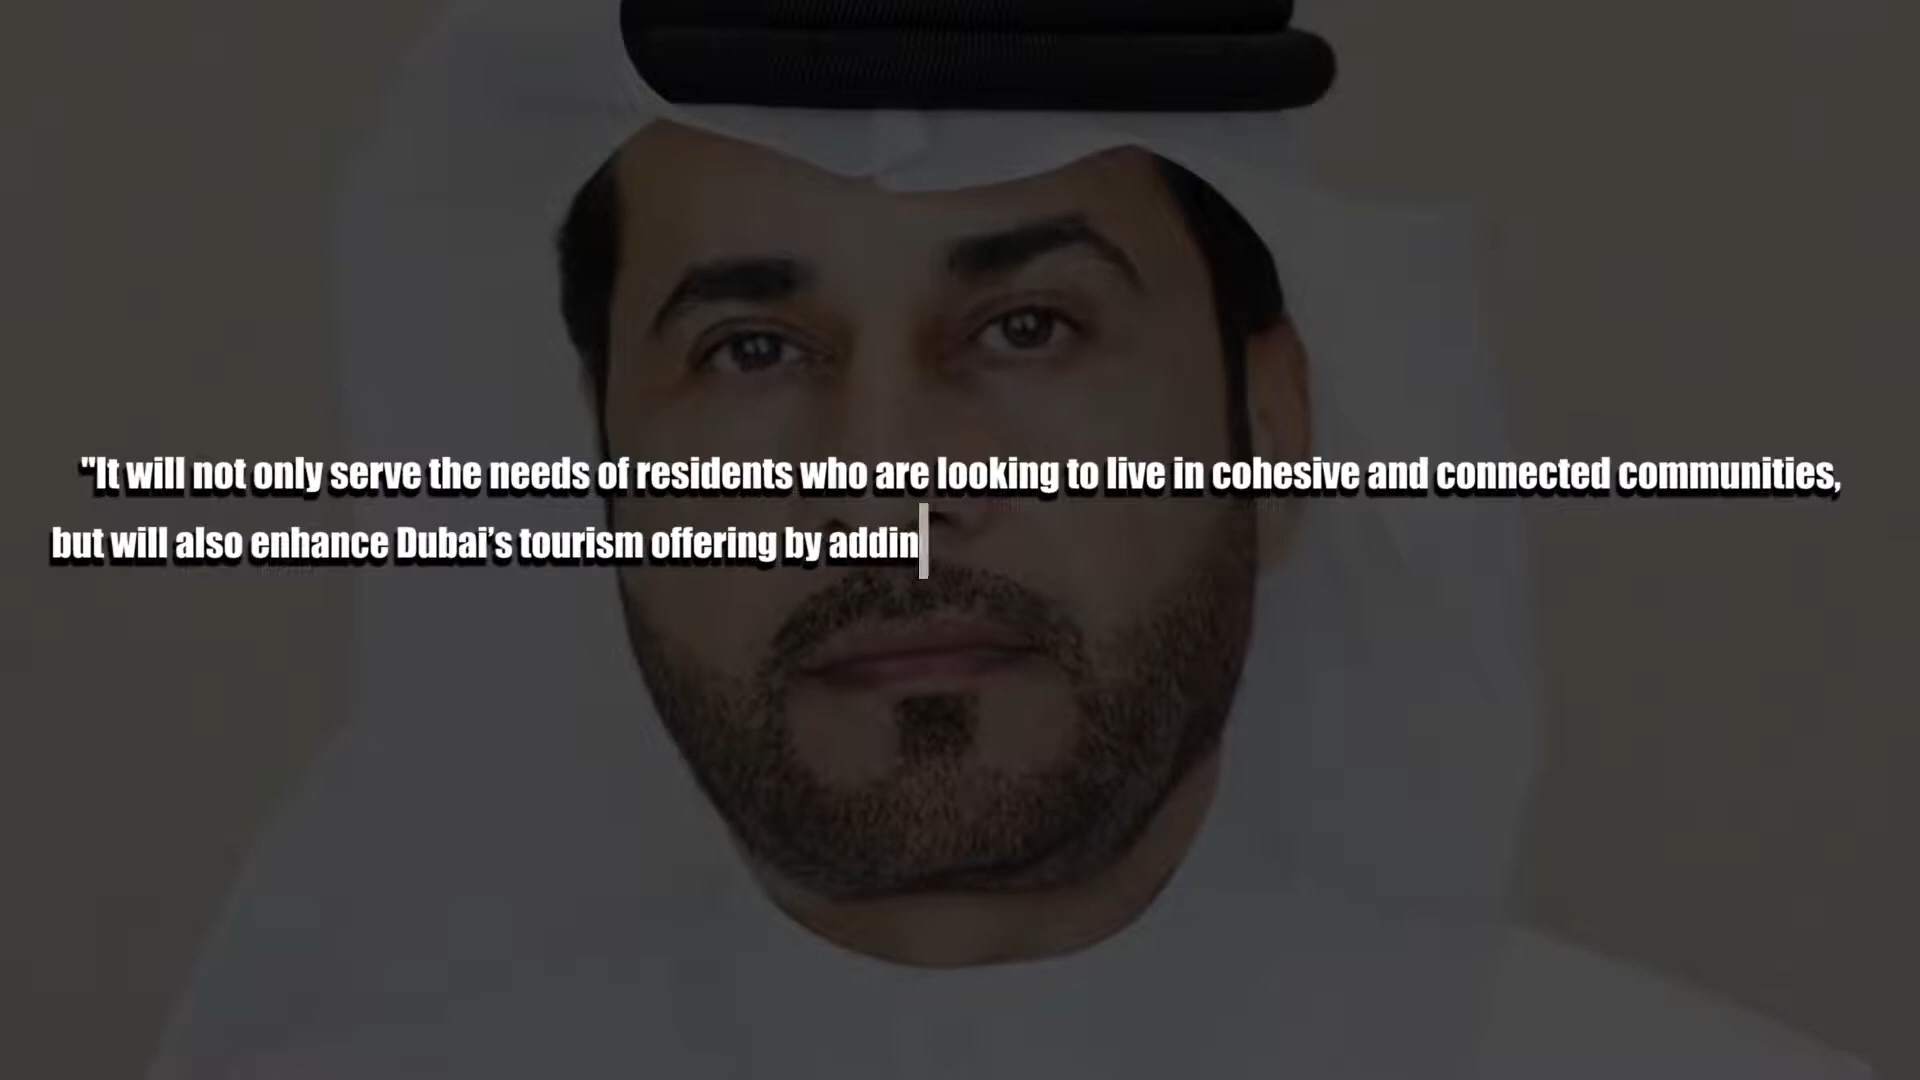 "It will not only serve the needs of residents who are looking to live in cohesive and connected communities,
but will also enhance Dubai’s tourism offering by addin